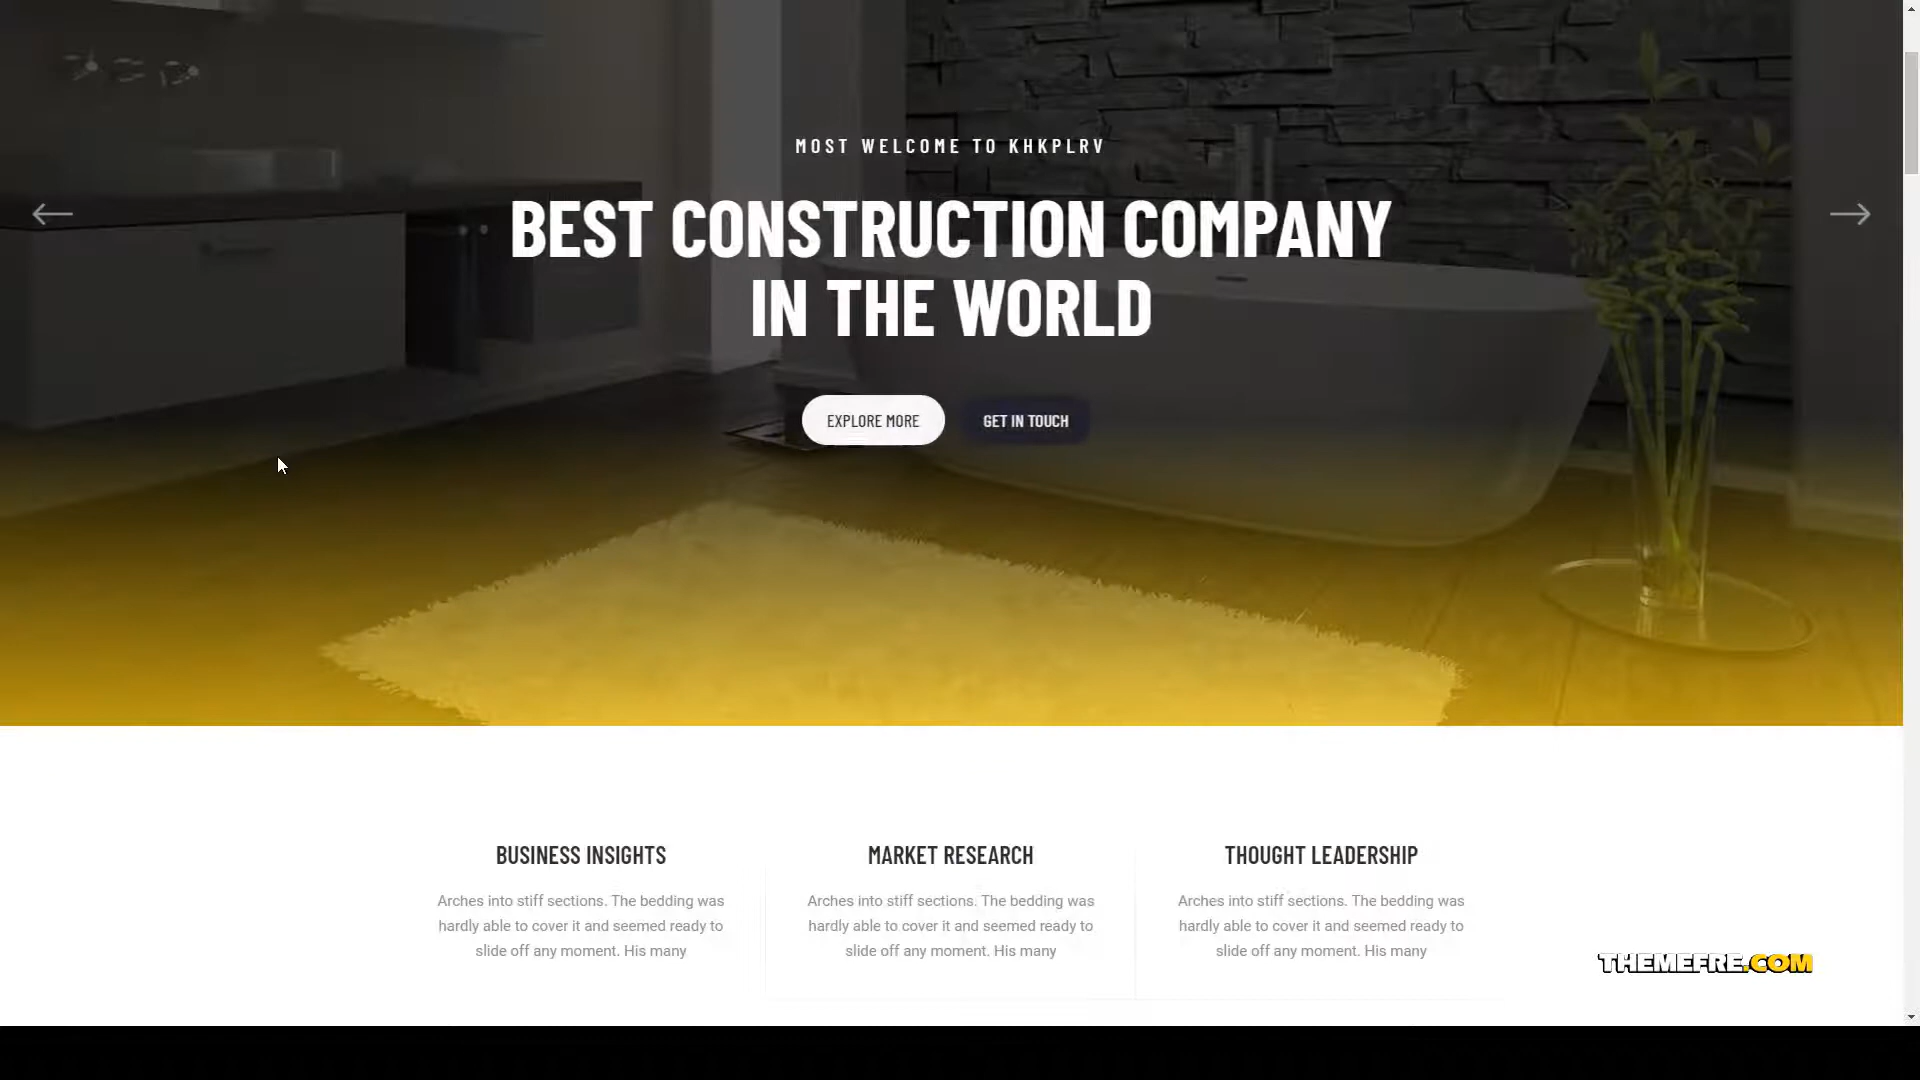 MOST WELCOME TO KHKPLRV
BEST CONSTRUCTION COMPANY
IN THE WORLD
EXPLORE MORE
GET IN TOUCH
BUSINESS INSIGHTS
Arches into stiff sections. The bedding was
hardly able to cover it and seemed ready to
slide off any moment. His many
MARKET RESEARCH
Arches into stiff sections. The bedding was
hardly able to cover it and seemed ready to
slide off any moment. His many
THOUGHT LEADERSHIP
Arches into stiff sections. The bedding was
hardly able to cover it and seemed ready to
slide off any moment. His many
THEMEFRE.COM